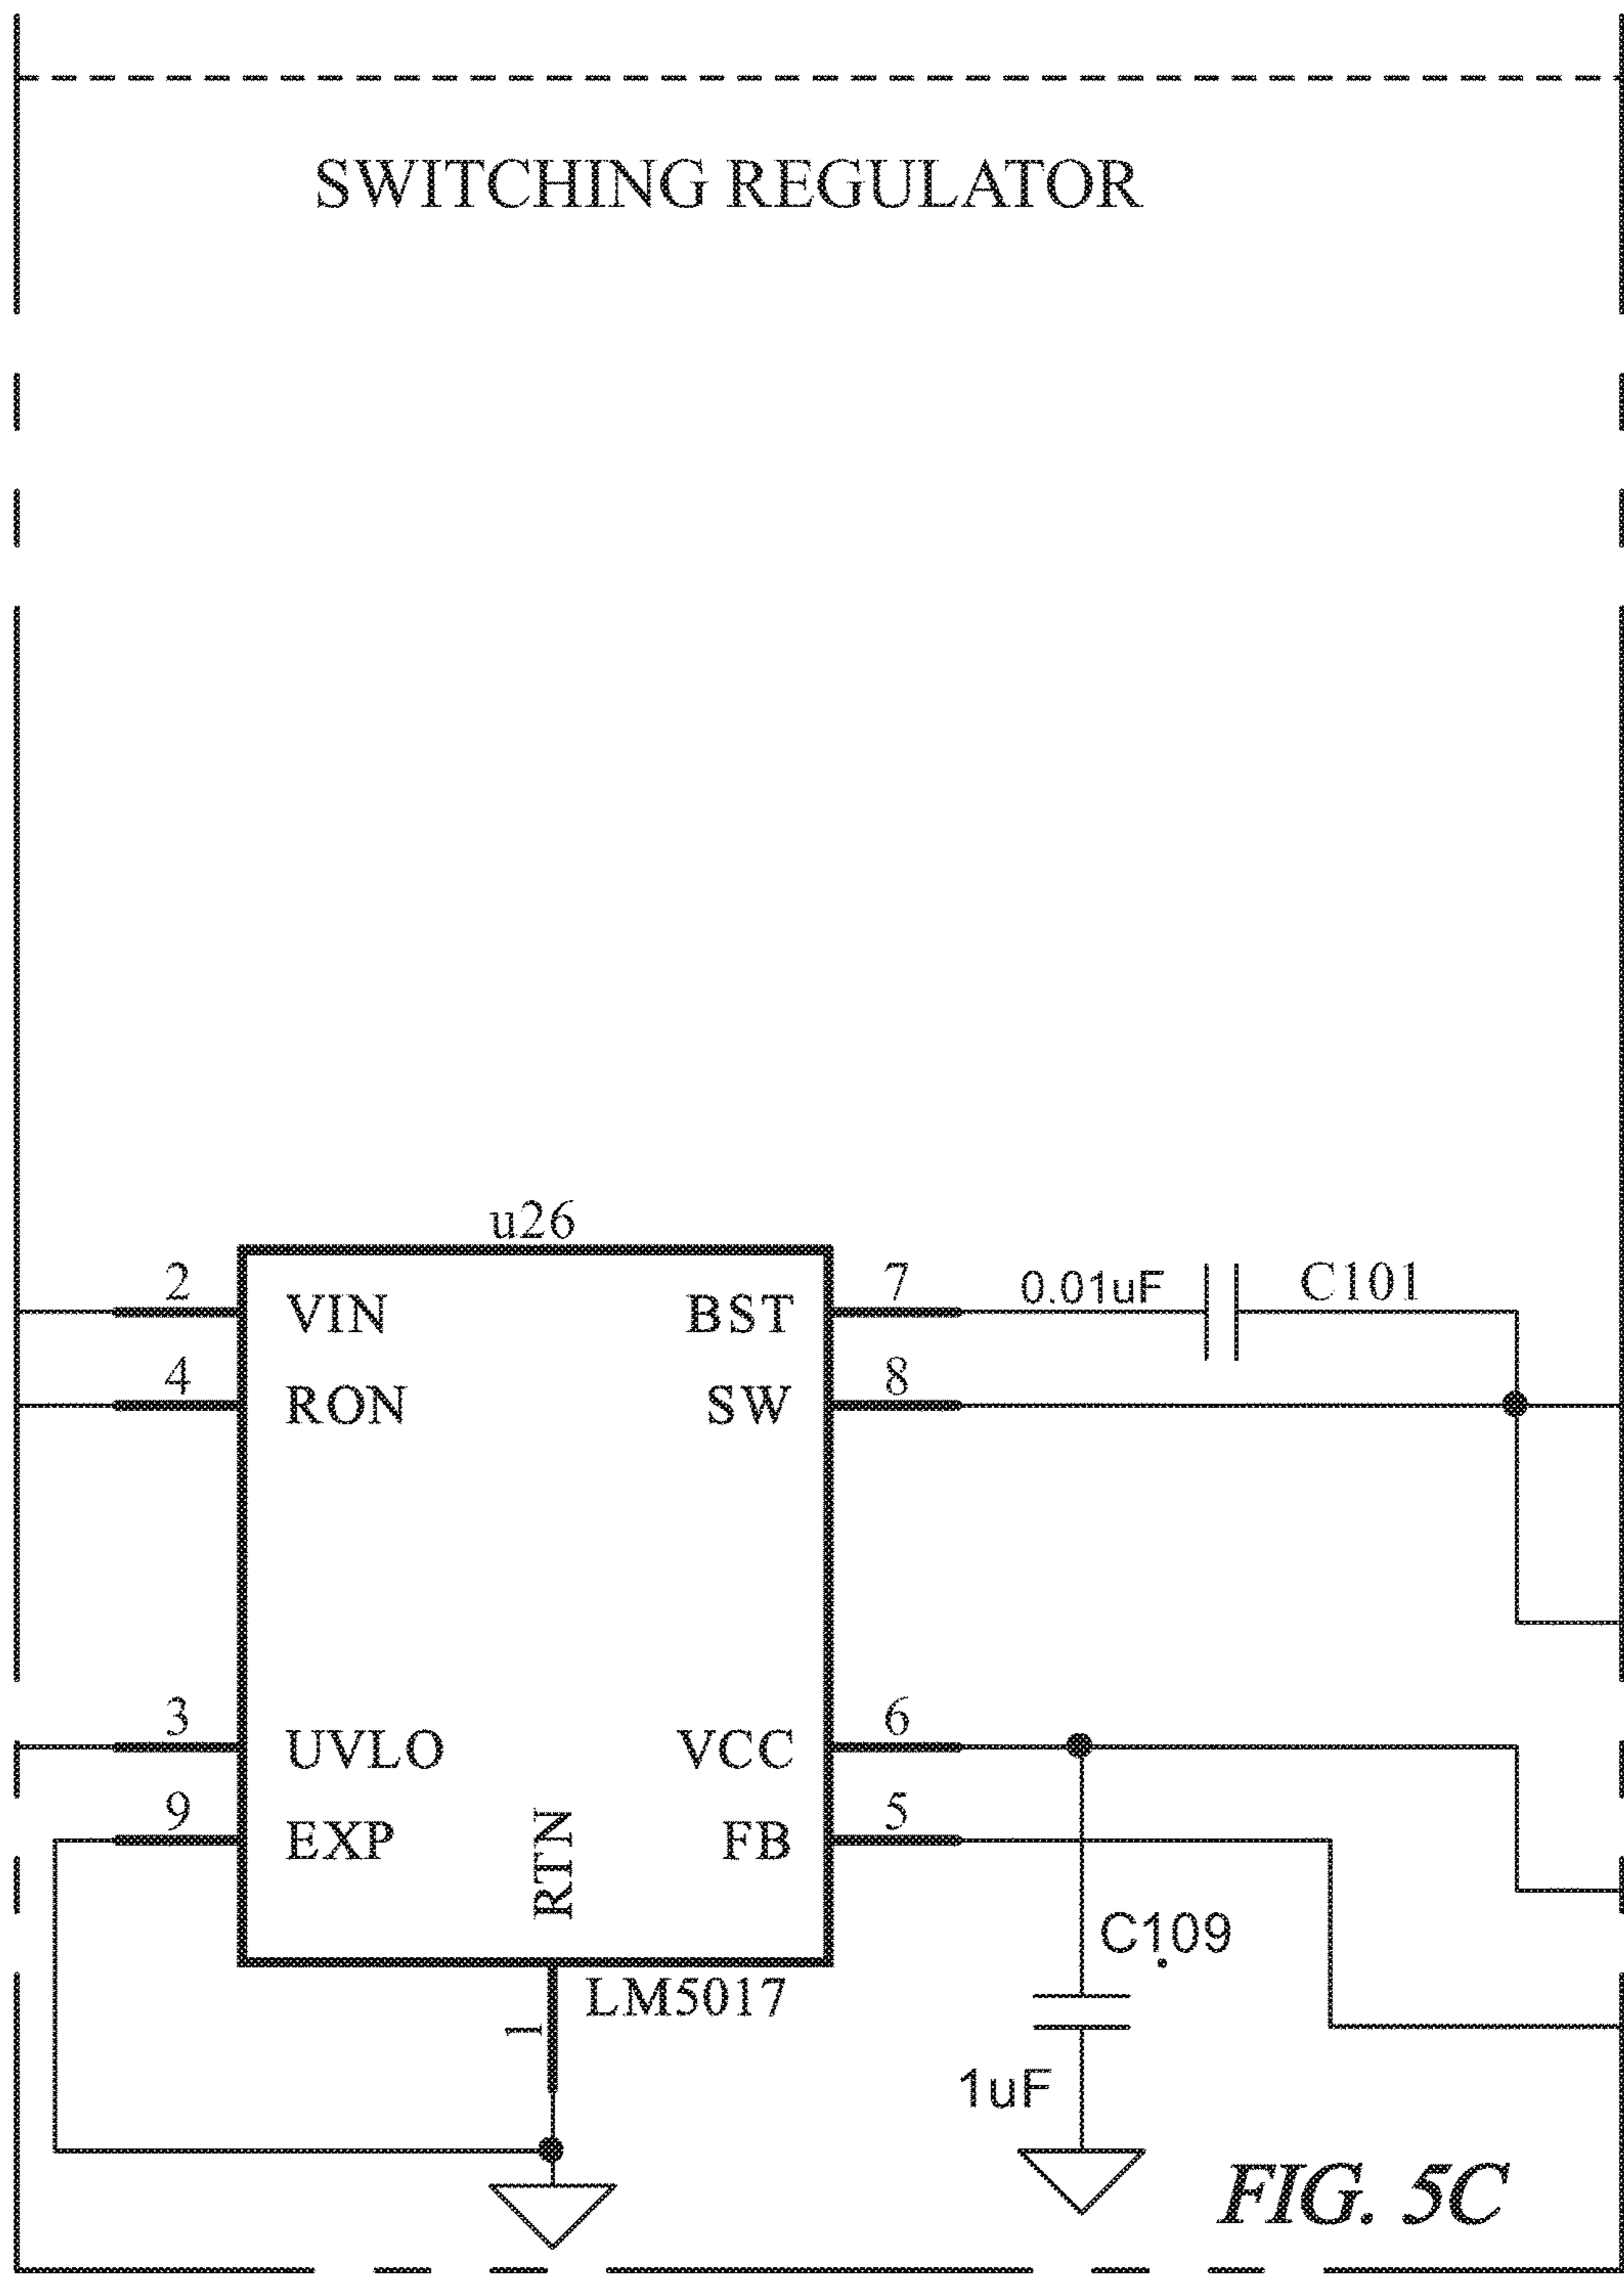 SWITCHING REGULATOR
u26
2 VIN BST 7 0.01uF C101
4 RON SW 8
3 UVLO VCC 6
9 EXP RTN FB 5
C109
1 LM5017
1uF
FIG. 5C